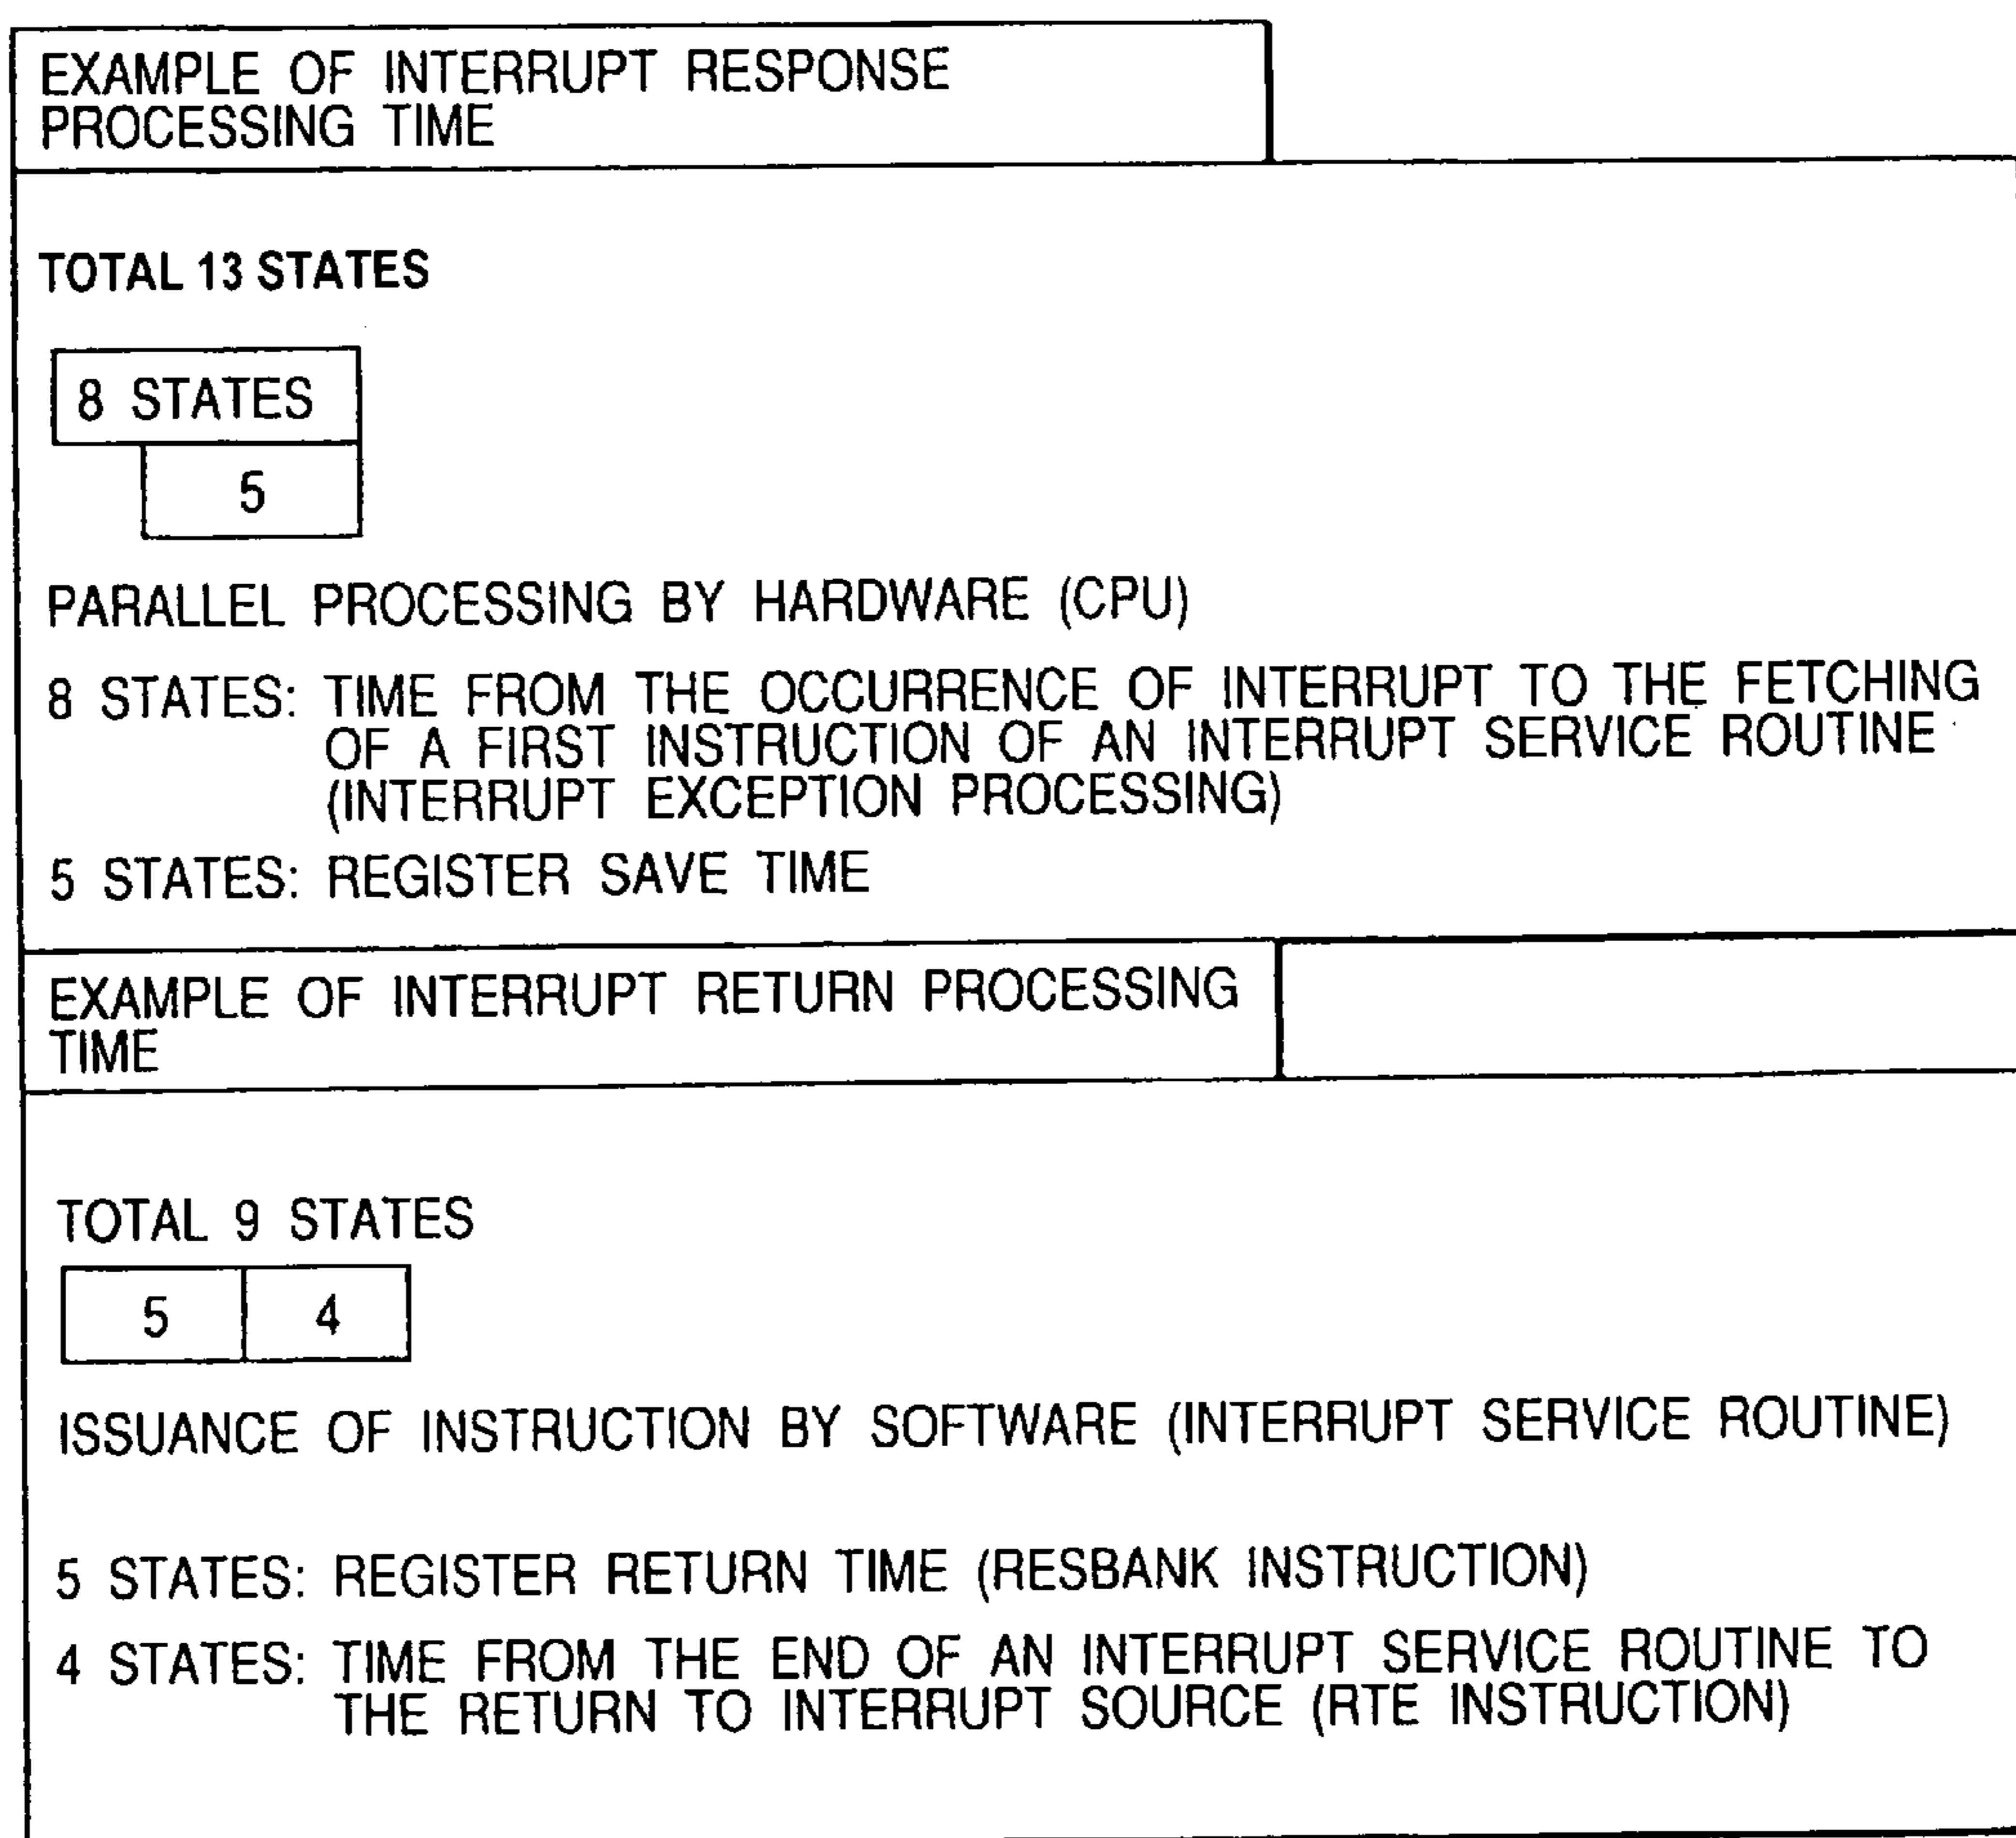 EXAMPLE OF INTERRUPT RESPONSE
PROCESSING TIME
TOTAL 13 STATES
8 STATES
5
PARALLEL PROCESSING BY HARDWARE (CPU)
8 STATES: TIME FROM THE OCCURRENCE OF INTERRUPT TO THE FETCHING
OF A FIRST INSTRUCTION OF AN INTERRUPT SERVICE ROUTINE
(INTERRUPT EXCEPTION PROCESSING)
5 STATES: REGISTER SAVE TIME
EXAMPLE OF INTERRUPT RETURN PROCESSING
TIME
TOTAL 9 STATES
5 4
ISSUANCE OF INSTRUCTION BY SOFTWARE (INTERRUPT SERVICE ROUTINE)
5 STATES: REGISTER RETURN TIME (RESBANK INSTRUCTION)
4 STATES: TIME FROM THE END OF AN INTERRUPT SERVICE ROUTINE TO
THE RETURN TO INTERRUPT SOURCE (RTE INSTRUCTION)